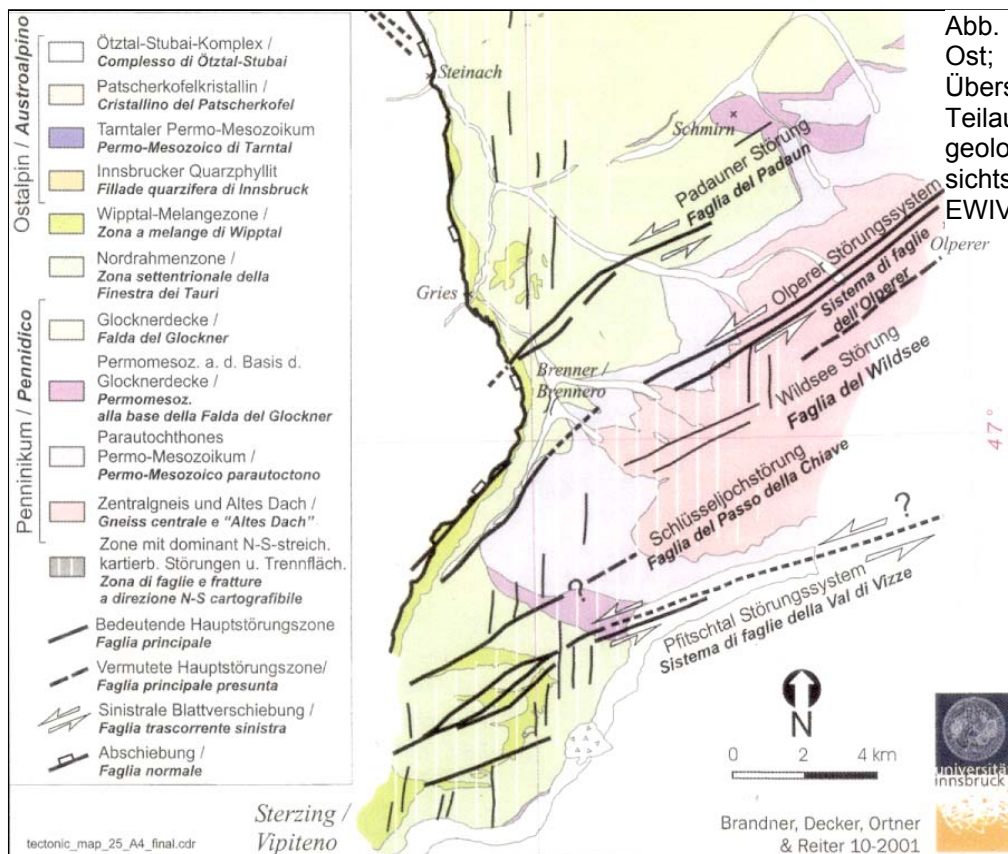 Ostalpin / Austroalpino
Ötztal-Stubai-Komplex /
Complesso di Ötztal-Stubai
Patscherkofelkristallin /
Cristallino del Patscherkofel
Tarntaler Permo-Mesozoikum
Permo-Mesozoico di Tarntal
Innsbrucker Quarzphyllit
Fillade quarzifera di Innsbruck
Penninikum / Pennidico
Wipptal-Melangezone /
Zona a melange di Wipptal
Nordrahmenzone /
Zona settentrionale della
Finestra dei Tauri
Glocknerdecke /
Falda del Glockner
Permomesoz. a. d. Basis d.
Glocknerdecke /
Permomesoz.
alla base della Falda del Glockner
Parautochthones
Permo-Mesozoikum /
Permo-Mesozoico parautoctono
Zentralgneis und Altes Dach /
Gneiss centrale e "Altes Dach"
Zone mit dominant N-S-streich.
kartierb. Störungen u. Trennfläch.
Zona di faglie e fratture
a direzione N-S cartografibile
Bedeutende Hauptstörungszone
Faglia principale
Vermutete Hauptstörungszone/
Faglia principale presunta
Sinistrale Blattverschiebung /
Faglia trascorrente sinistra
Abschiebung /
Faglia normale
tectonic_map_25_A4_final.cdr
Steinach
Schmirn
Padauner Störung
Faglia del Padaun
Olperer Störungssystem
Sistema di faglie
dell'Olperer
Olperer
Gries
Brenner /
Brennero
Wildsee Störung
Faglia del Wildsee
47°
Schlüsseljochstörung
Faglia del Passo della Chiave
?
?
Pfitschtal Störungssystem
Sistema di faglie della Val di Vizze
N
0 2 4 km
Sterzing /
Vipiteno
Brandner, Decker, Ortner
& Reiter 10-2001
universität
innsbruck
Abb.
Ost;
Übers
Teilau
geolo
sichts
EWIV